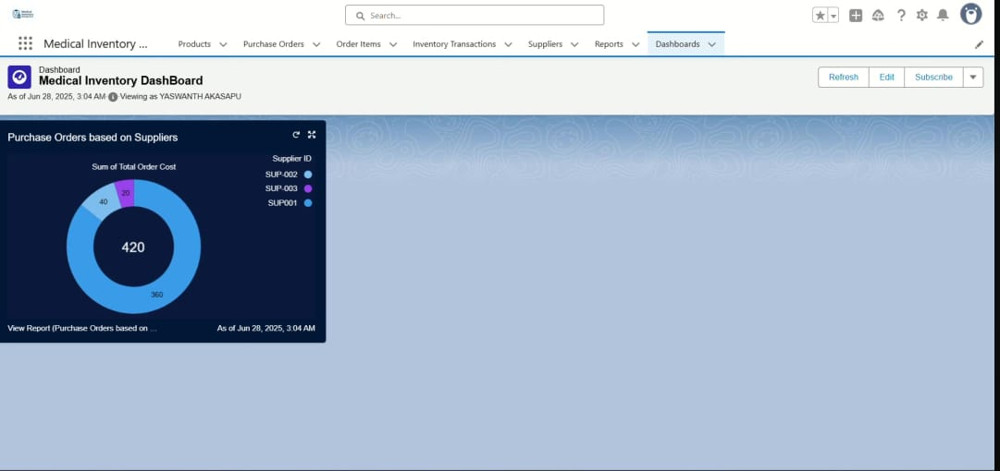 Search...
Medical Inventory ...
Products
Purchase Orders
Order Items
Inventory Transactions
Suppliers
Reports
Dashboards
Dashboard
Medical Inventory DashBoard
As of Jun 28, 2025, 3:04 AM·Viewing as YASWANTH AKASAPU
Refresh
Edit
Subscribe
Purchase Orders based on Suppliers
Sum of Total Order Cost
Supplier ID
SUP-002
SUP-003
SUP001
20
40
420
360
View Report (Purchase Orders based on ...
As of Jun 28, 2025, 3:04 AM